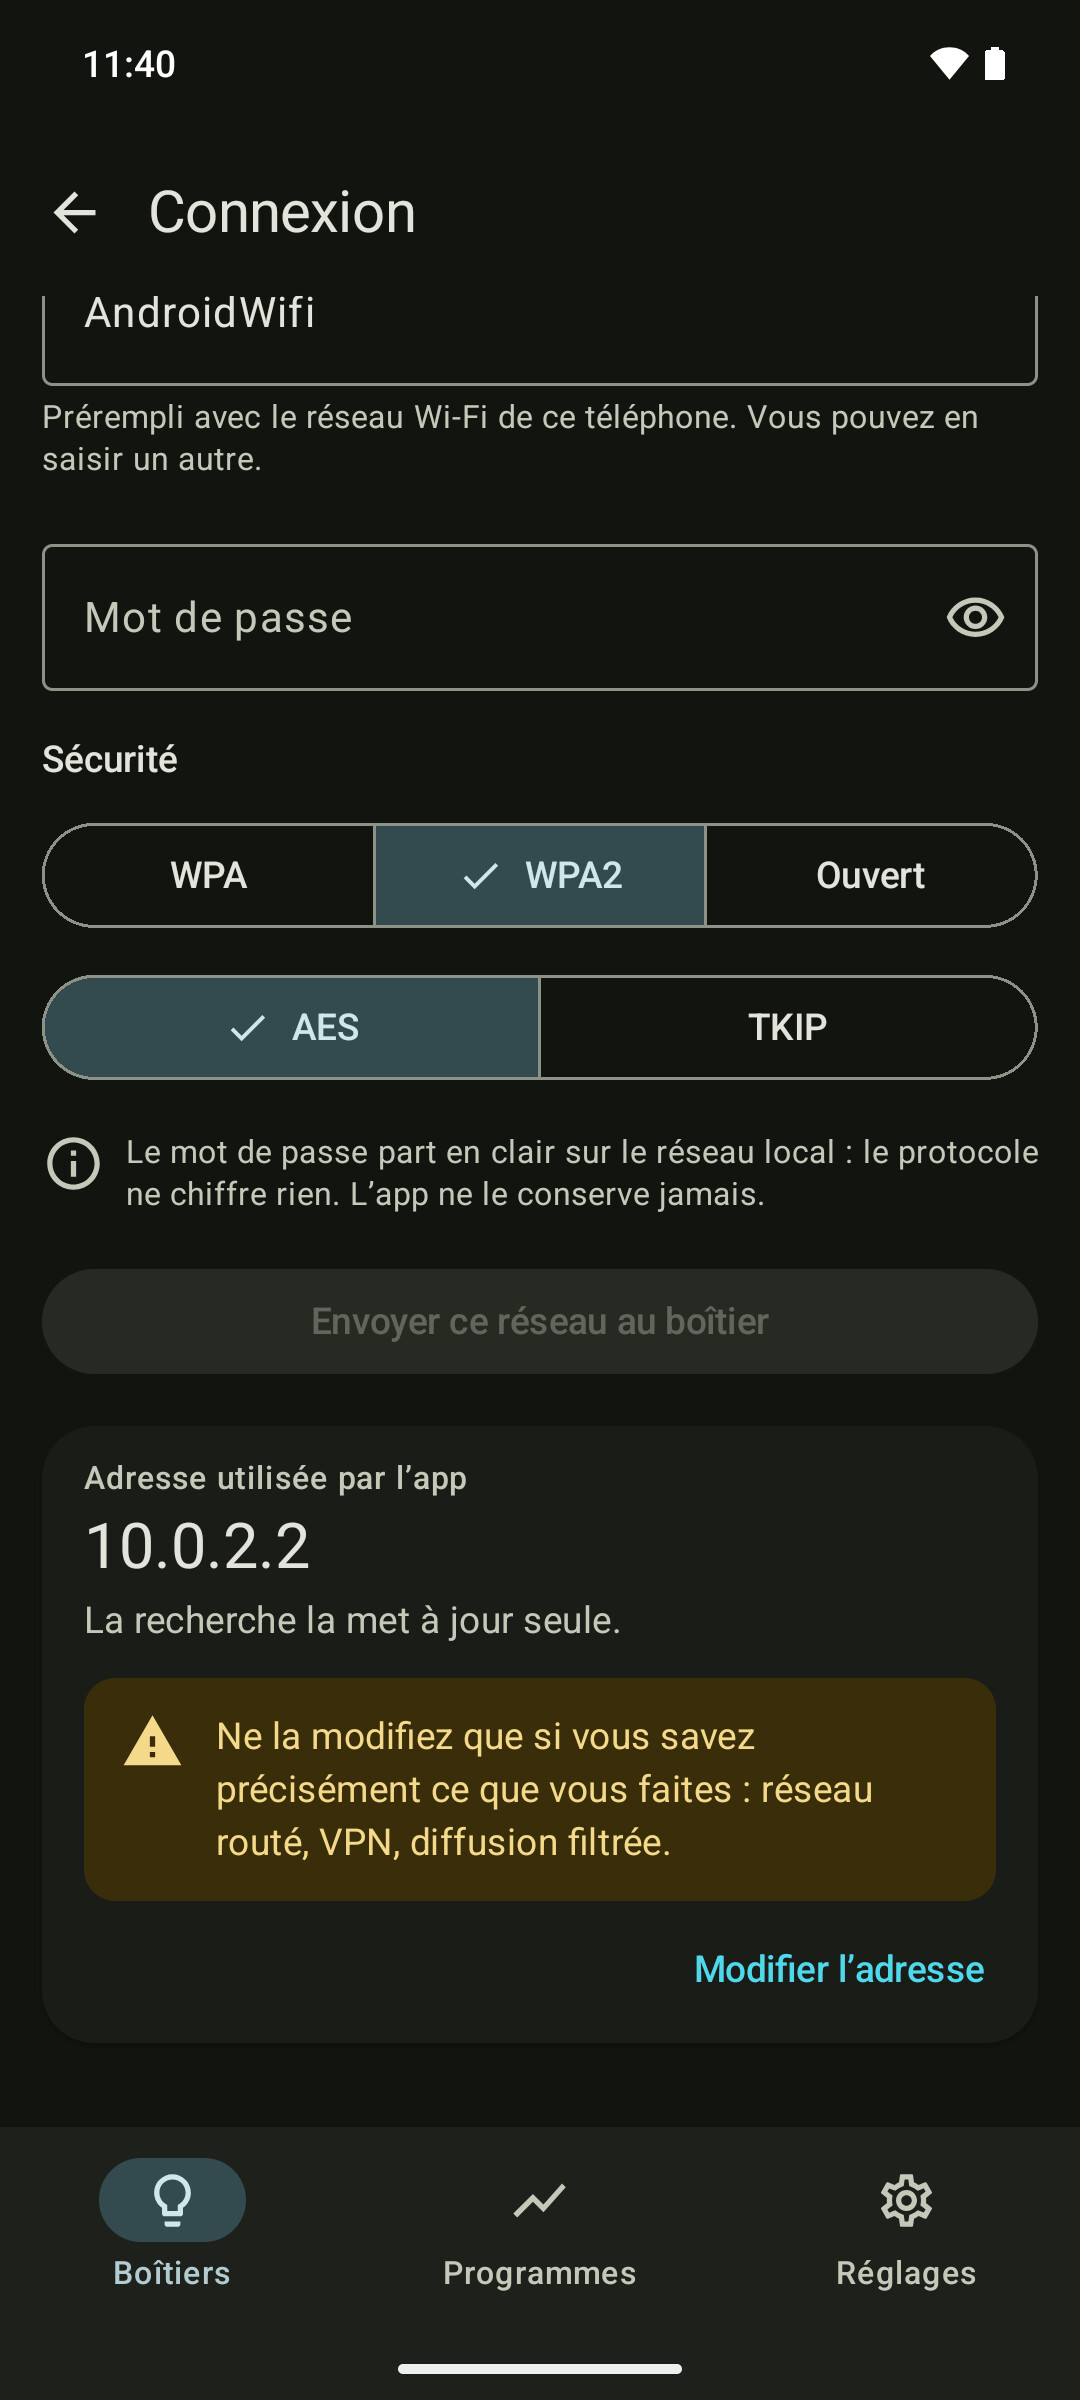 11:40
Connexion
AndroidWifi
Prérempli avec le réseau Wi-Fi de ce téléphone. Vous pouvez en
saisir un autre.
Mot de passe
Sécurité
WPA
WPA2
Ouvert
AES
TKIP
Le mot de passe part en clair sur le réseau local : le protocole
ne chiffre rien. L’app ne le conserve jamais.
Envoyer ce réseau au boîtier
Adresse utilisée par l’app
10.0.2.2
La recherche la met à jour seule.
Ne la modifiez que si vous savez
précisément ce que vous faites : réseau
routé, VPN, diffusion filtrée.
Modifier l’adresse
Boîtiers
Programmes
Réglages